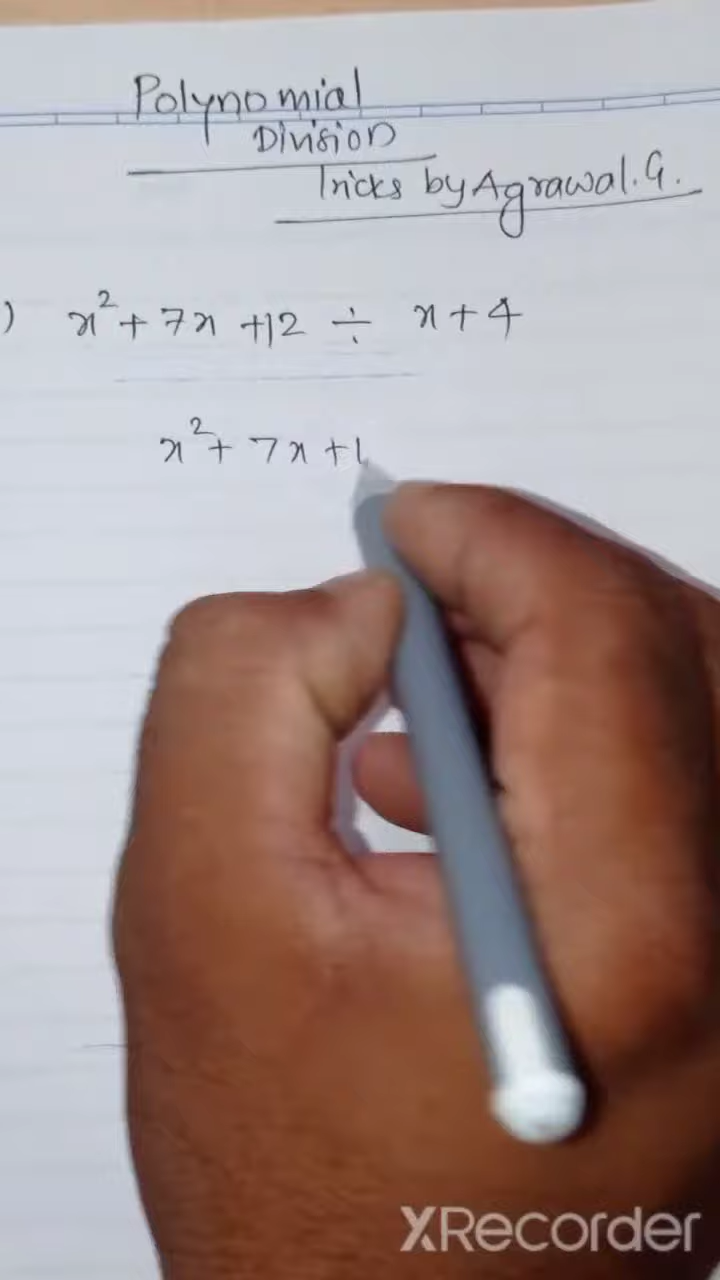 Polynomial
Division
Tricks by Agrawal.G.
) x² + 7x + 12 ÷ x + 4
x² + 7x + 1
XRecorder